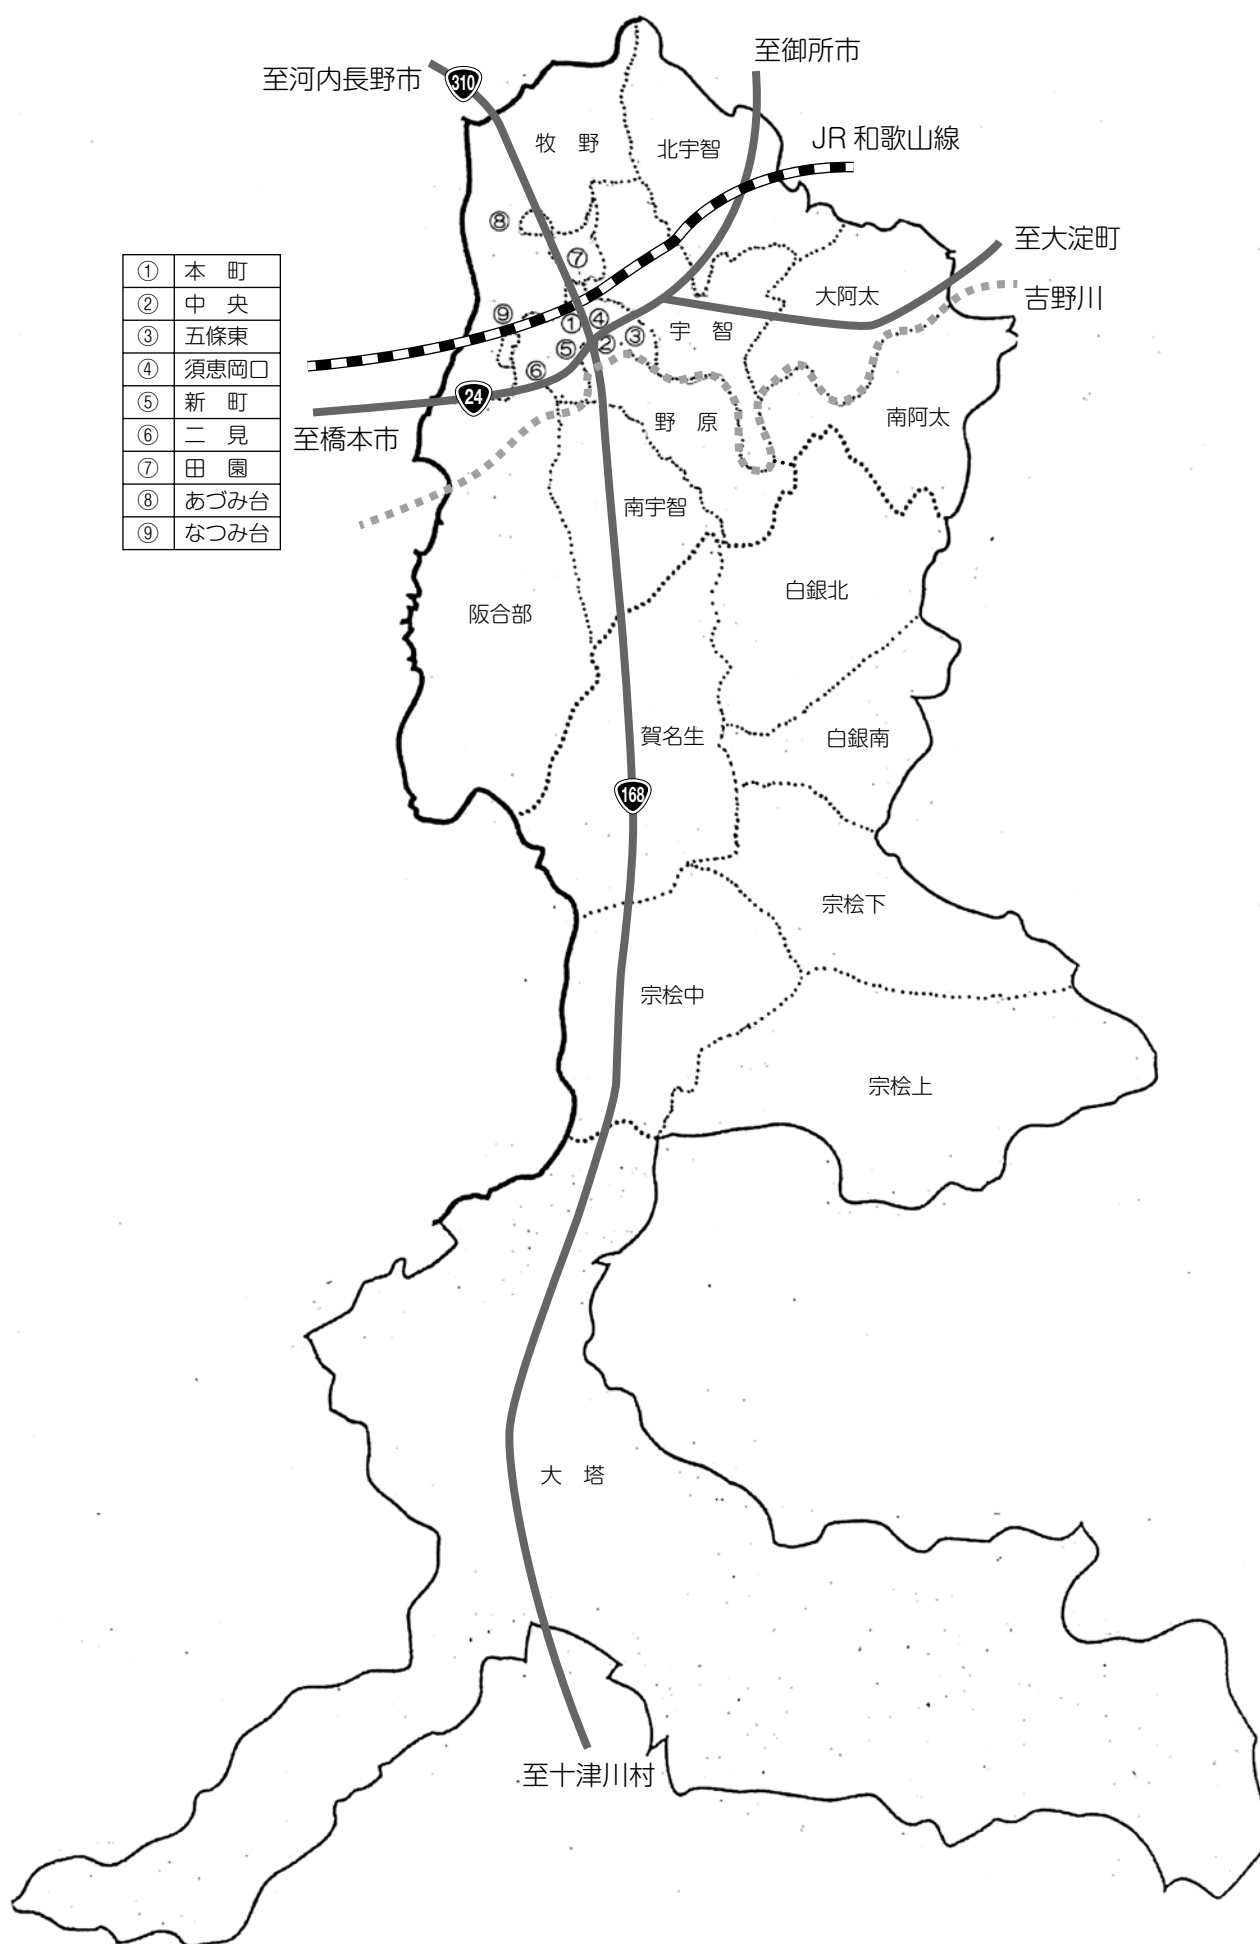 至御所市
至河内長野市
310
JR 和歌山線
牧 野
北宇智
⑧
至大淀町
⑦
① 本 町
② 中 央
③ 五條東
④ 須恵岡口
⑤ 新 町
⑥ 二 見
⑦ 田 園
⑧ あづみ台
⑨ なつみ台
大阿太
吉野川
⑨
①
④
宇 智
③
⑤
②
⑥
24
野 原
南阿太
至橋本市
南宇智
白銀北
阪合部
賀名生
白銀南
168
宗桧下
宗桧中
宗桧上
大 塔
至十津川村